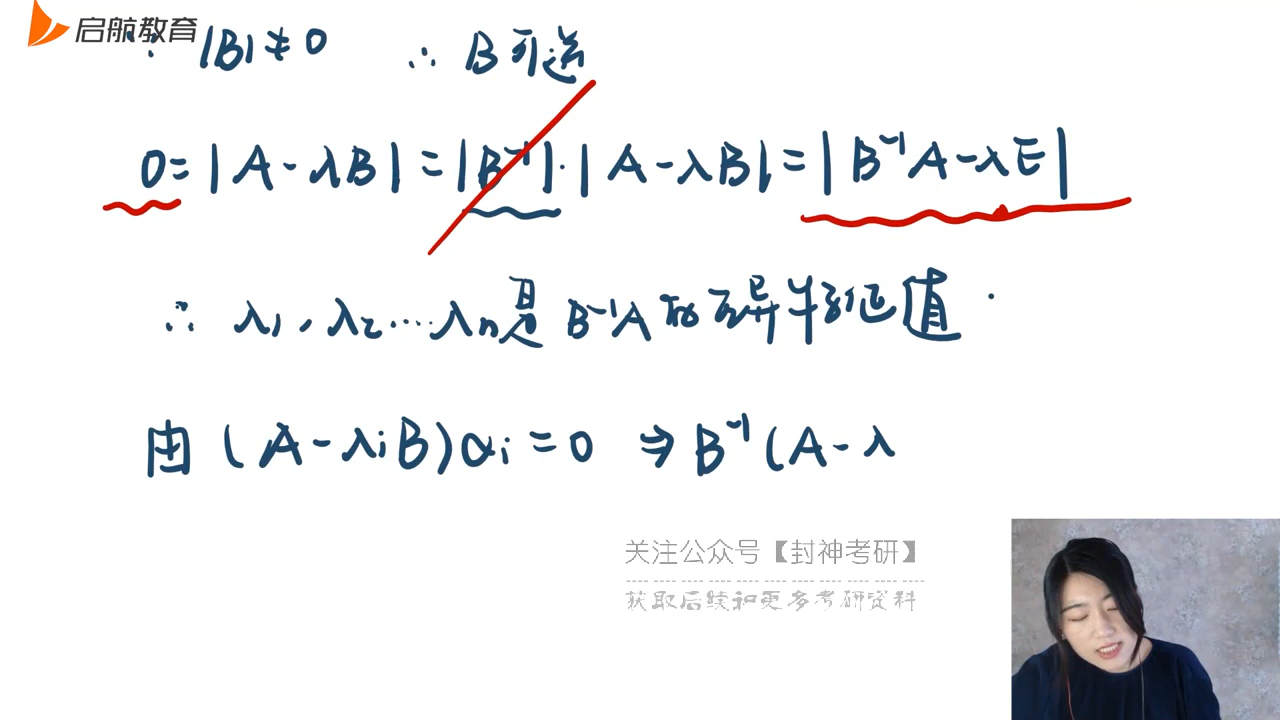 启航教育
∵ |B|≠0 ∴ B可逆
0=|A-λB|=|B⁻¹|·|A-λB|=|B⁻¹A-λE|
∴ λ₁,λ₂…λₙ是B⁻¹A的互异特征值.
由 (A-λiB)αi=0 ⇒ B⁻¹(A-λ
关注公众号【封神考研】
获取后续和更多考研资料